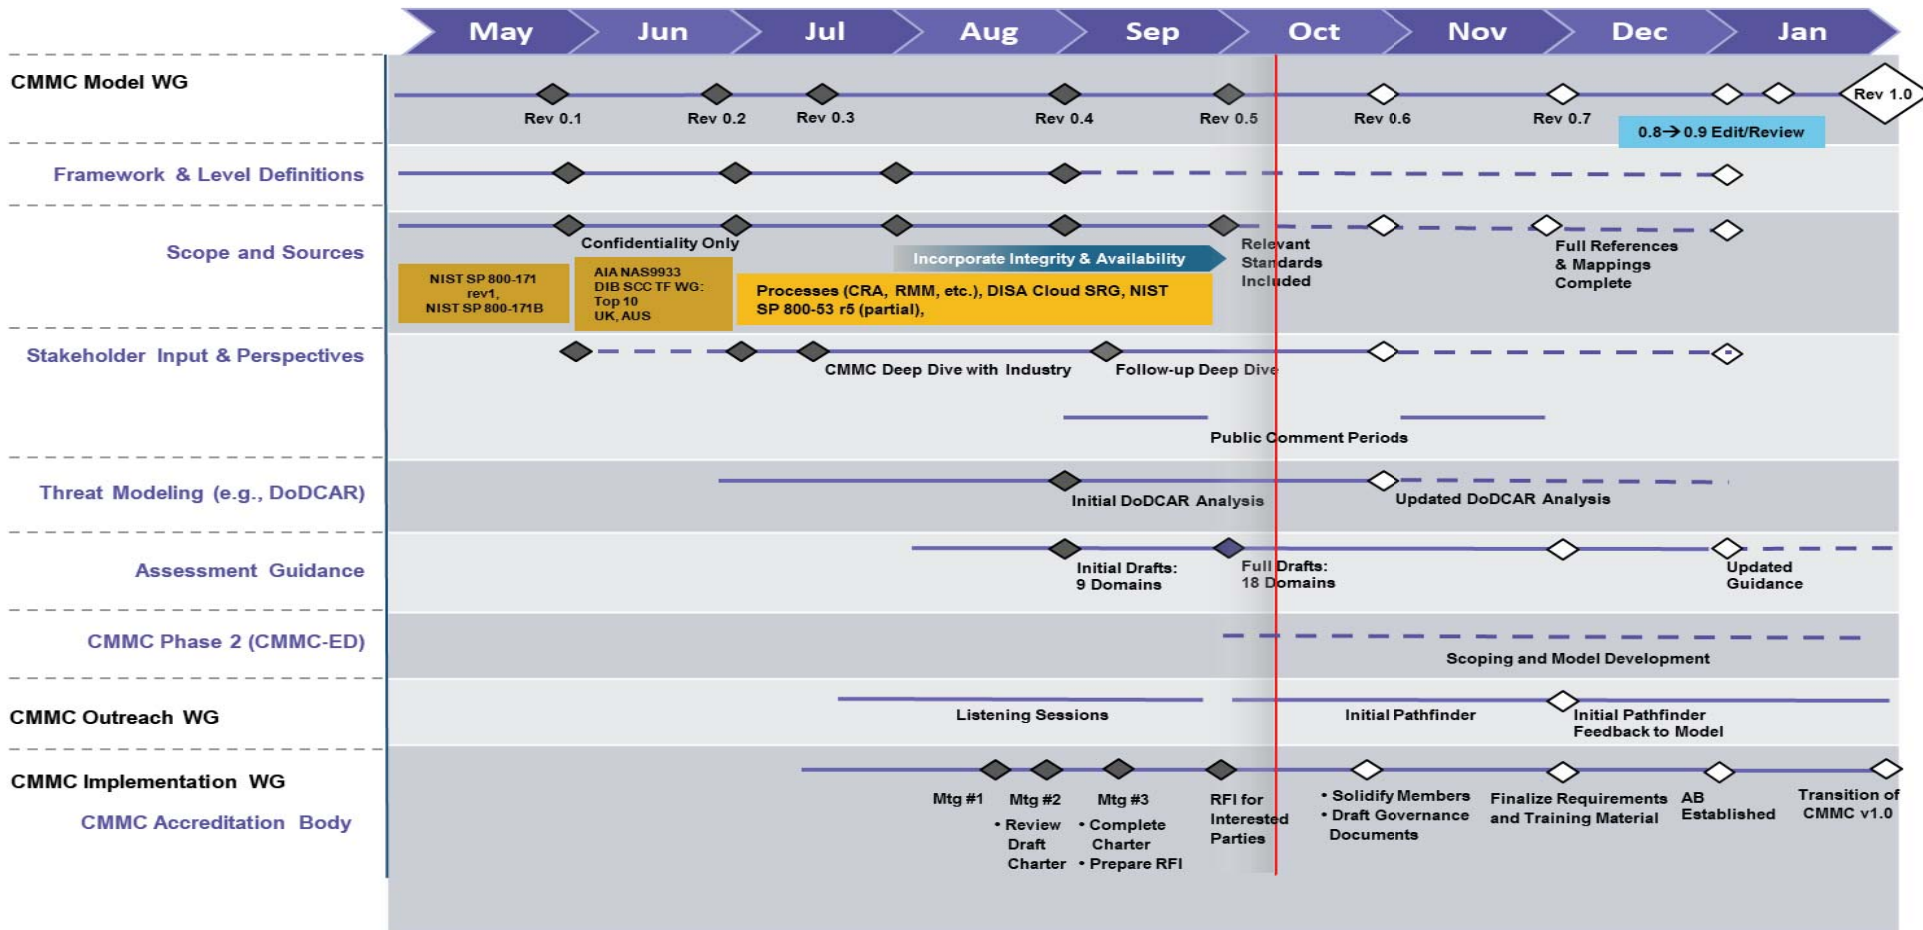 May Jun Jul Aug Sep Oct Nov Dec Jan
CMMC Model WG
Rev 0.1
Rev 0.2
Rev 0.3
Rev 0.4
Rev 0.5
Rev 0.6
Rev 0.7
Rev 1.0
0.8→0.9 Edit/Review
Framework & Level Definitions
Scope and Sources
Confidentiality Only
NIST SP 800-171
rev1,
NIST SP 800-171B
AIA NAS9933
DIB SCC TF WG:
Top 10
UK, AUS
Incorporate Integrity & Availability
Processes (CRA, RMM, etc.), DISA Cloud SRG, NIST
SP 800-53 r5 (partial),
Relevant
Standards
Included
Full References
& Mappings
Complete
Stakeholder Input & Perspectives
CMMC Deep Dive with Industry
Follow-up Deep Dive
Public Comment Periods
Threat Modeling (e.g., DoDCAR)
Initial DoDCAR Analysis
Updated DoDCAR Analysis
Assessment Guidance
Initial Drafts:
9 Domains
Full Drafts:
18 Domains
Updated
Guidance
CMMC Phase 2 (CMMC-ED)
Scoping and Model Development
CMMC Outreach WG
Listening Sessions
Initial Pathfinder
Initial Pathfinder
Feedback to Model
CMMC Implementation WG
CMMC Accreditation Body
Mtg #1
Mtg #2
• Review
Draft
Charter
Mtg #3
• Complete
Charter
• Prepare RFI
RFI for
Interested
Parties
• Solidify Members
• Draft Governance
Documents
Finalize Requirements
and Training Material
AB
Established
Transition of
CMMC v1.0